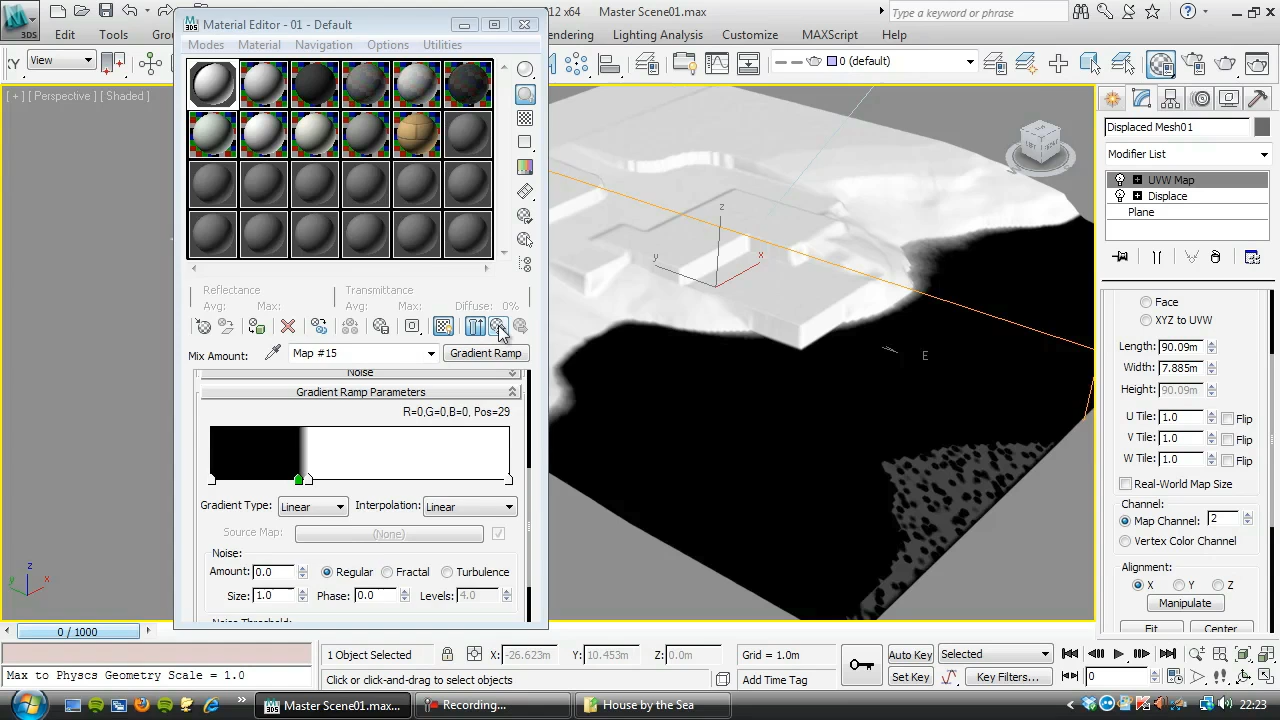 Material Editor - 01 - Default
12 x64 Master Scene01.max
Type a keyword or phrase
3DS
Edit Tools Gro
Modes Material Navigation Options Utilities
Rendering Lighting Analysis Customize MAXScript Help
XY View
0 (default)
[ + ] [ Perspective ] [ Shaded ]
Displaced Mesh01
Modifier List
UVW Map
Displace
Plane
z
y
x
E
Reflectance Transmittance
Avg: Max: Avg: Max: Diffuse: 0%
Mix Amount: Map #15 Gradient Ramp
Noise
Gradient Ramp Parameters
R=0,G=0,B=0, Pos=29
Gradient Type: Linear Interpolation: Linear
Source Map: (None)
Noise:
Amount: 0.0 Regular Fractal Turbulence
Size: 1.0 Phase: 0.0 Levels: 4.0
Noise Threshold:
Face
XYZ to UVW
Length: 90.09m
Width: 7.885m
Height: 90.09m
U Tile: 1.0 Flip
V Tile: 1.0 Flip
W Tile: 1.0 Flip
Real-World Map Size
Channel:
Map Channel: 2
Vertex Color Channel
Alignment:
X Y Z
Manipulate
Fit Center
z
y x
0 / 1000
1 Object Selected X: -26.623m Y: 10.453m Z: 0.0m Grid = 1.0m Auto Key Selected
Max to Physcs Geometry Scale = 1.0 Click or click-and-drag to select objects Add Time Tag Set Key Key Filters... 0
Master Scene01.max... Recording... House by the Sea 22:23